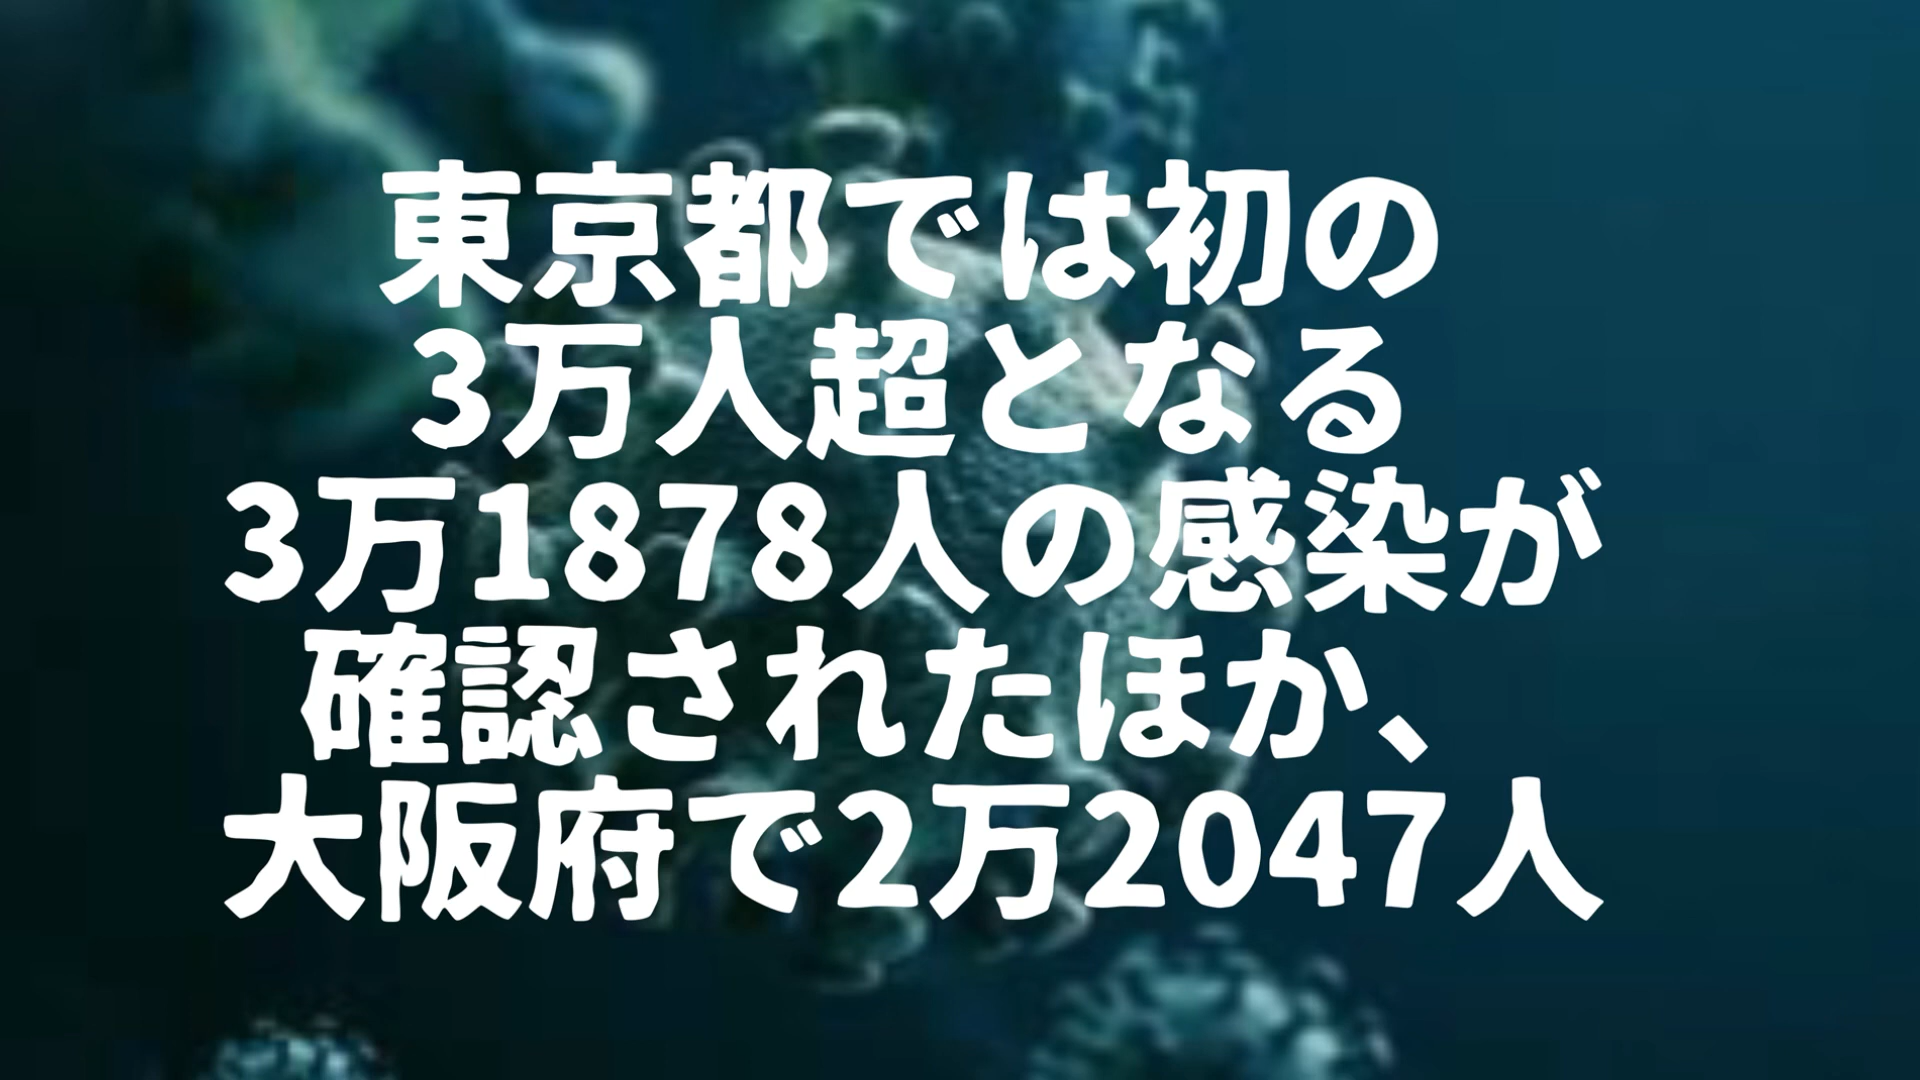 東京都では初の
3万人超となる
3万1878人の感染が
確認されたほか、
大阪府で2万2047人